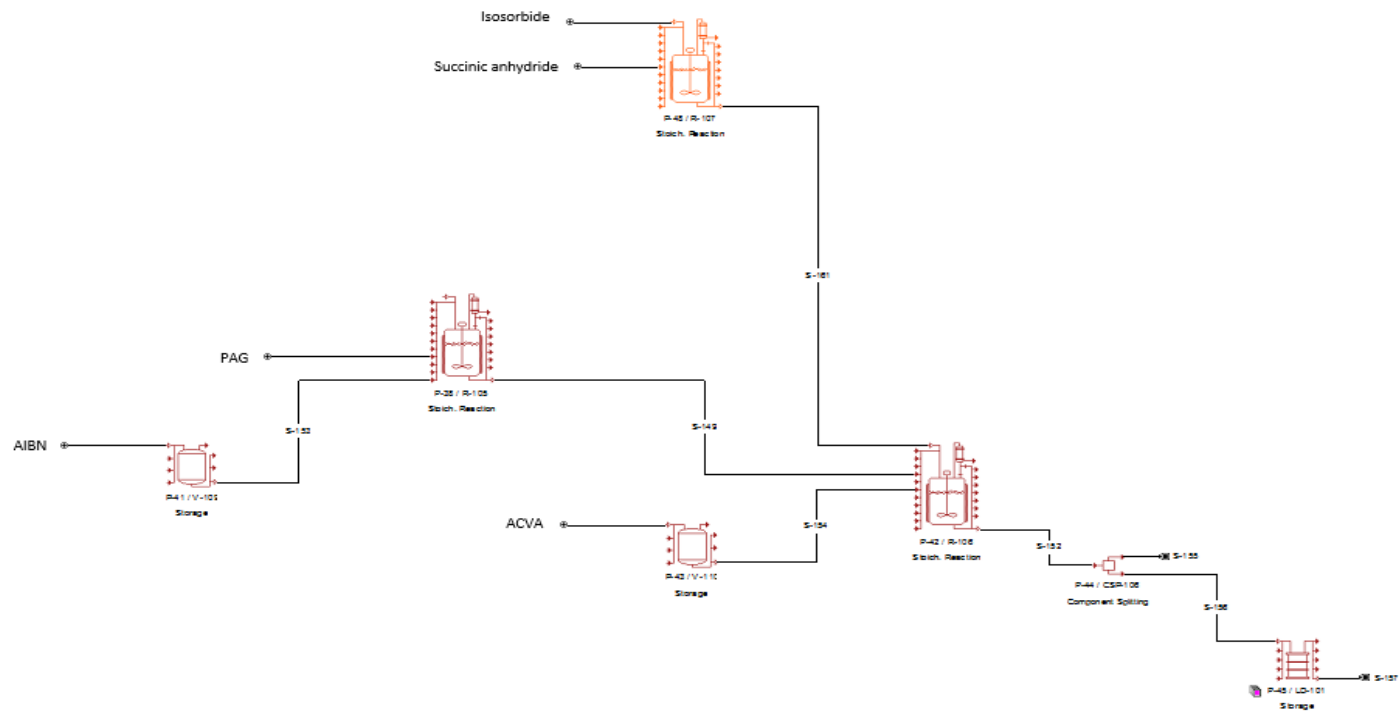 Isosorbide
Succinic anhydride
P-46 / R-107
Stoich. Reaction
S-161
PAG
P-38 / R-105
Stoich. Reaction
S-153
S-149
AIBN
P-41 / V-109
Storage
ACVA
S-154
P-43 / V-110
Storage
P-42 / R-106
Stoich. Reaction
S-152
S-155
P-44 / CSP-106
Component Splitting
S-156
P-45 / LD-101
Storage
S-157